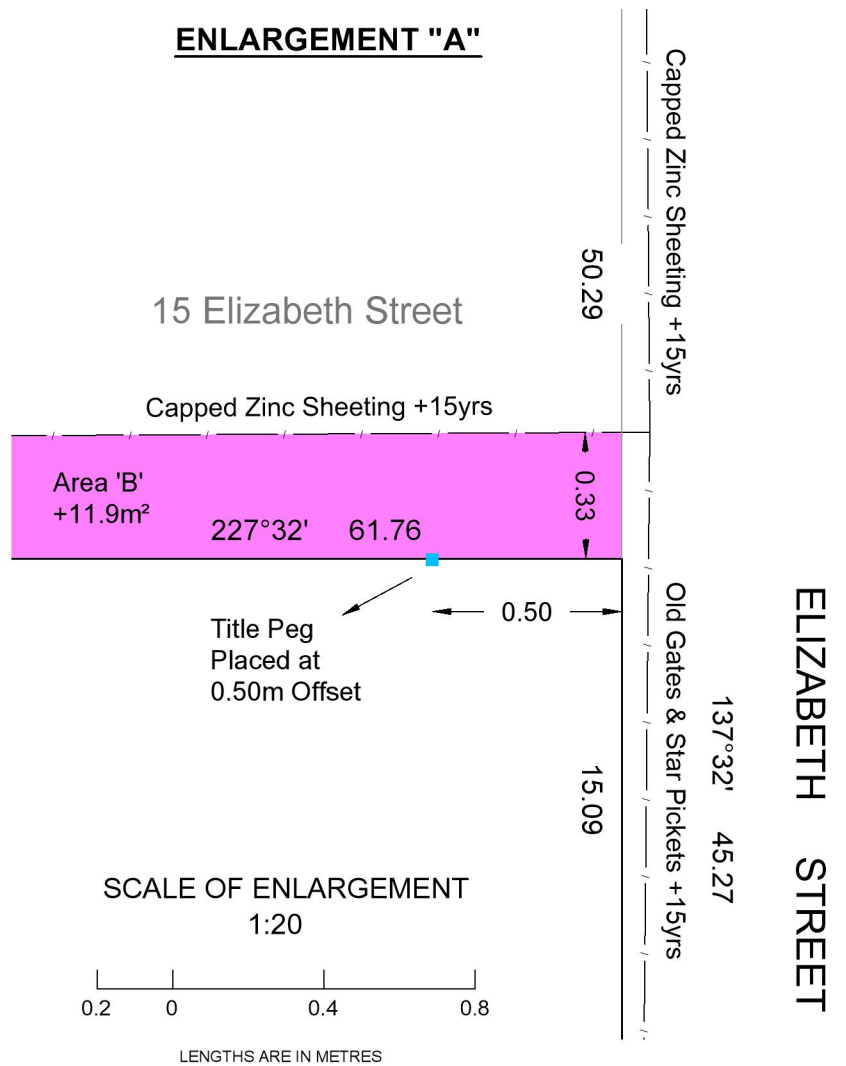 ENLARGEMENT "A"
Capped Zinc Sheeting +15yrs
50.29
15 Elizabeth Street
Capped Zinc Sheeting +15yrs
Area 'B'
+11.9m²
0.33
227°32' 61.76
0.50
Title Peg
Placed at
0.50m Offset
Old Gates & Star Pickets +15yrs
137°32' 45.27
ELIZABETH STREET
15.09
SCALE OF ENLARGEMENT
1:20
0.2 0 0.4 0.8
LENGTHS ARE IN METRES